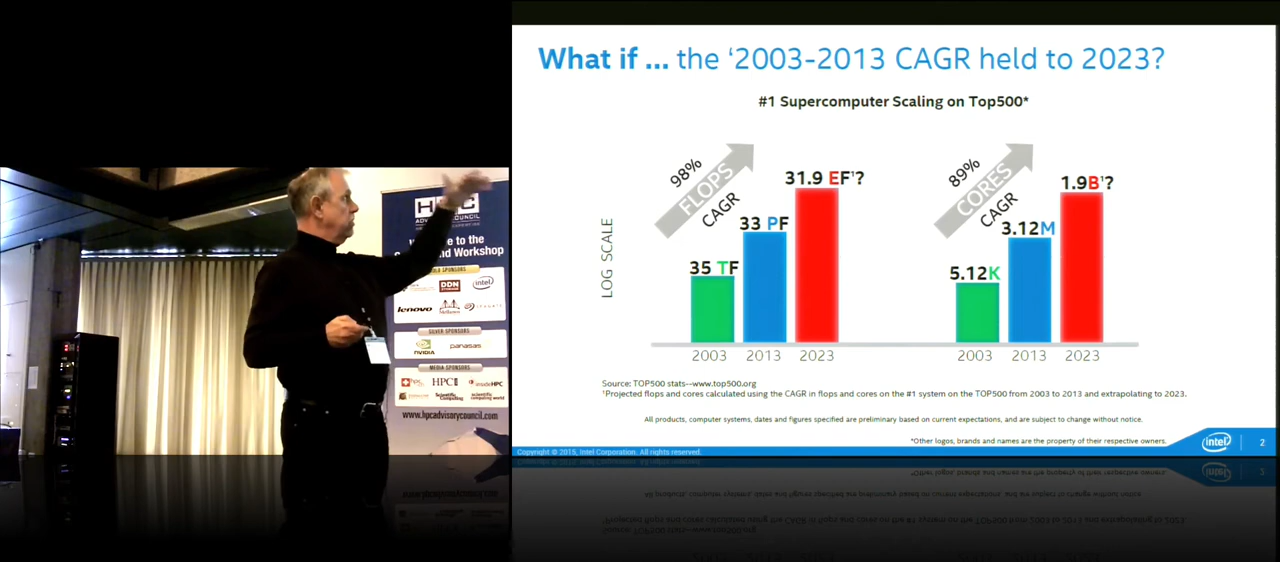 HPC
ADVISORY COUNCIL
to the
Workshop
GOLD SPONSORS
DDN
intel
lenovo
Mellanox
SEAGATE
SILVER SPONSORS
NVIDIA
panasas
MEDIA SPONSORS
HPC
insideHPC
Scientific Computing
scientific computing world
www.hpcadvisorycouncil.com
What if ... the ‘2003-2013 CAGR held to 2023?
#1 Supercomputer Scaling on Top500*
98%
FLOPS
CAGR
LOG SCALE
35 TF
33 PF
31.9 EF¹?
2003
2013
2023
89%
CORES
CAGR
5.12K
3.12M
1.9B¹?
2003
2013
2023
Source: TOP500 stats--www.top500.org
¹Projected flops and cores calculated using the CAGR in flops and cores on the #1 system on the TOP500 from 2003 to 2013 and extrapolating to 2023.
All products, computer systems, dates and figures specified are preliminary based on current expectations, and are subject to change without notice.
*Other logos, brands and names are the property of their respective owners.
Copyright © 2015, Intel Corporation. All rights reserved.
intel
2